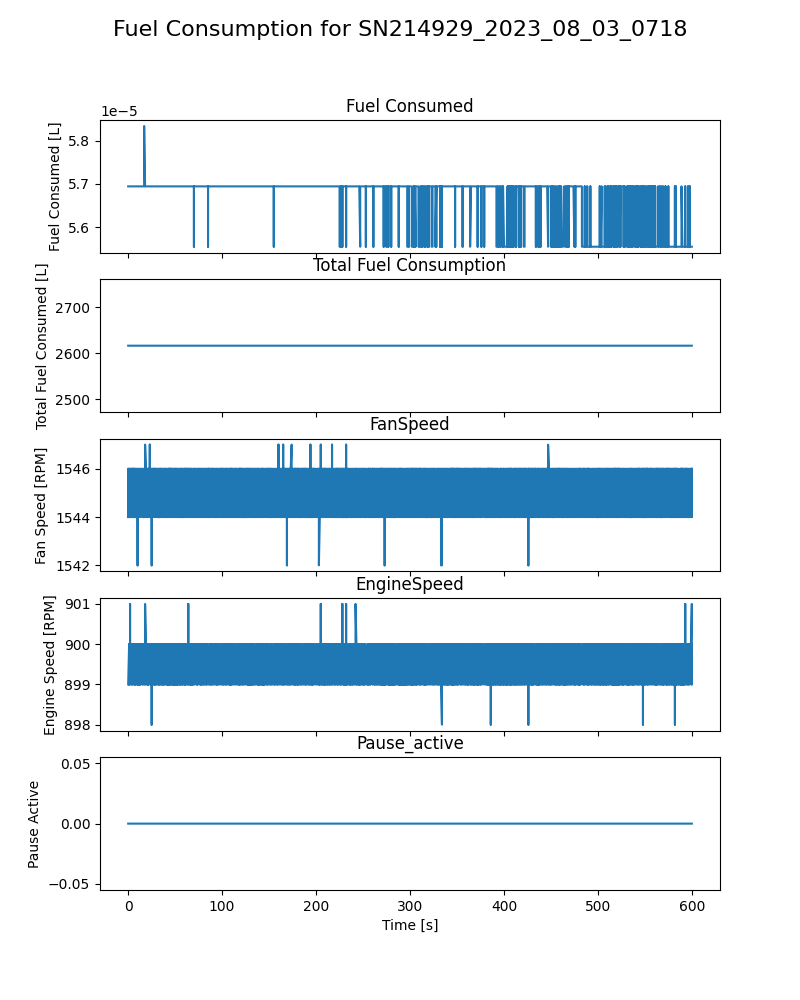 Fuel Consumption for SN214929_2023_08_03_0718
Fuel Consumed
1e−5
Fuel Consumed [L]
5.8
5.7
5.6
Total Fuel Consumption
Total Fuel Consumed [L]
2700
2600
2500
FanSpeed
Fan Speed [RPM]
1546
1544
1542
EngineSpeed
Engine Speed [RPM]
901
900
899
898
Pause_active
Pause Active
0.05
0.00
−0.05
0 100 200 300 400 500 600
Time [s]